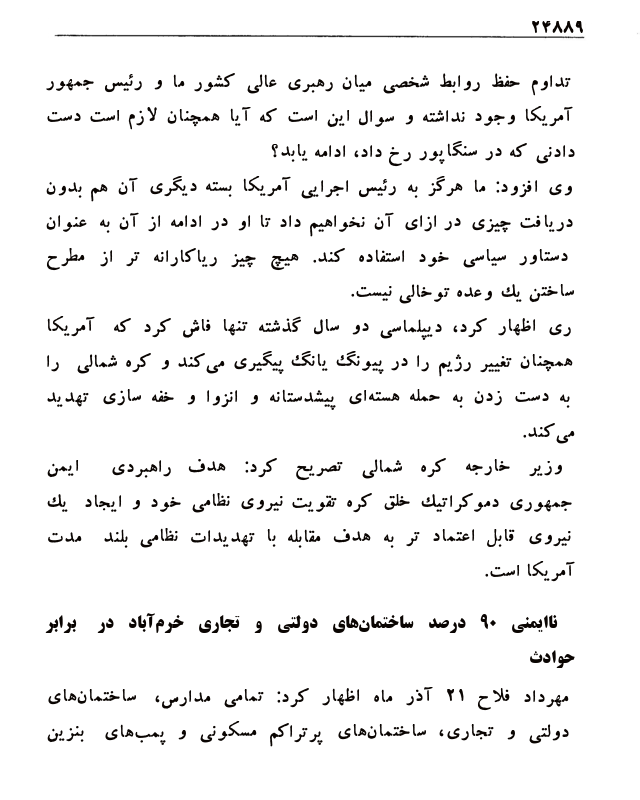 ۲۴۸۸۹
تداوم حفظ روابط شخصی میان رهبری عالی کشور ما و رئیس جمهور
آمریکا وجود نداشته و سوال این است که آیا همچنان لازم است دست
دادنی که در سنگاپور رخ داد، ادامه یابد؟
وی افزود: ما هرگز به رئیس اجرایی آمریکا بسته دیگری آن هم بدون
دریافت چیزی در ازای آن نخواهیم داد تا او در ادامه از آن به عنوان
دستاور سیاسی خود استفاده کند. هیچ چیز ریاکارانه تر از مطرح
ساختن یك وعده توخالی نیست.
ری اظهار کرد، دیپلماسی دو سال گذشته تنها فاش کرد که آمریکا
همچنان تغییر رژیم را در پیونگ یانگ پیگیری می‌کند و کره شمالی را
به دست زدن به حمله هسته‌ای پیشدستانه و انزوا و خفه سازی تهدید
می‌کند.
وزیر خارجه کره شمالی تصریح کرد: هدف راهبردی ایمن
جمهوری دموکراتیك خلق کره تقویت نیروی نظامی خود و ایجاد یك
نیروی قابل اعتماد تر به هدف مقابله با تهدیدات نظامی بلند مدت
آمریکا است.
ناایمنی ۹۰ درصد ساختمان‌های دولتی و تجاری خرم‌آباد در برابر
حوادث
مهرداد فلاح ۲۱ آذر ماه اظهار کرد: تمامی مدارس، ساختمان‌های
دولتی و تجاری، ساختمان‌های پرتراکم مسکونی و پمب‌های بنزین